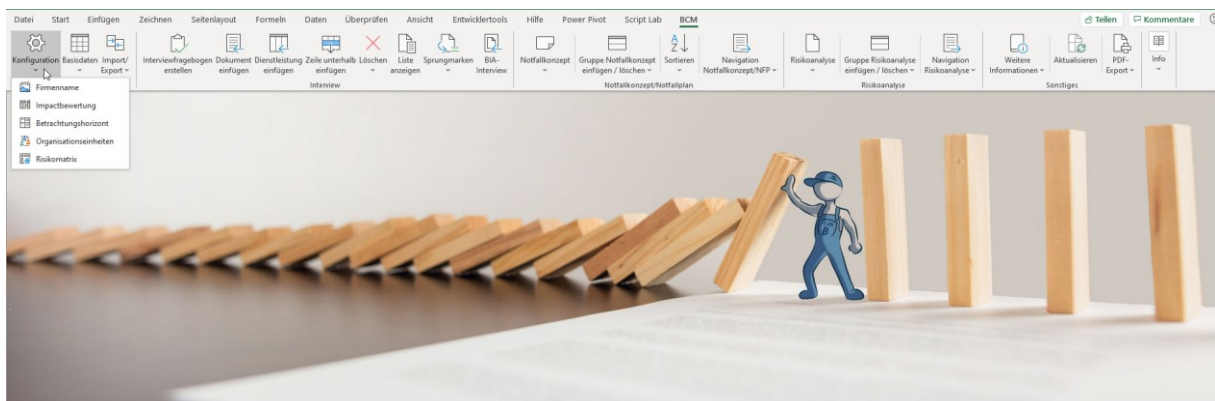 Datei Start Einfügen Zeichnen Seitenlayout Formeln Daten Überprüfen Ansicht Entwicklertools Hilfe Power Pivot Script Lab BCM Teilen Kommentare
Konfiguration Basisdaten Import/ Interviewfragebogen Dokument Dienstleistung Zeile unterhalb Löschen Liste Sprungmarken BIA- Notfallkonzept Gruppe Notfallkonzept Sortieren Navigation Risikoanalyse Gruppe Risikoanalyse Navigation Weitere Aktualisieren PDF- Info
Export erstellen einfügen einfügen einfügen anzeigen Interview einfügen / löschen Notfallkonzept/NFP einfügen / löschen Risikoanalyse Informationen Export
Interview Notfallkonzept/Notfallplan Risikoanalyse Sonstiges
Firmenname
Impactbewertung
Betrachtungshorizont
Organisationseinheiten
Risikomatrix